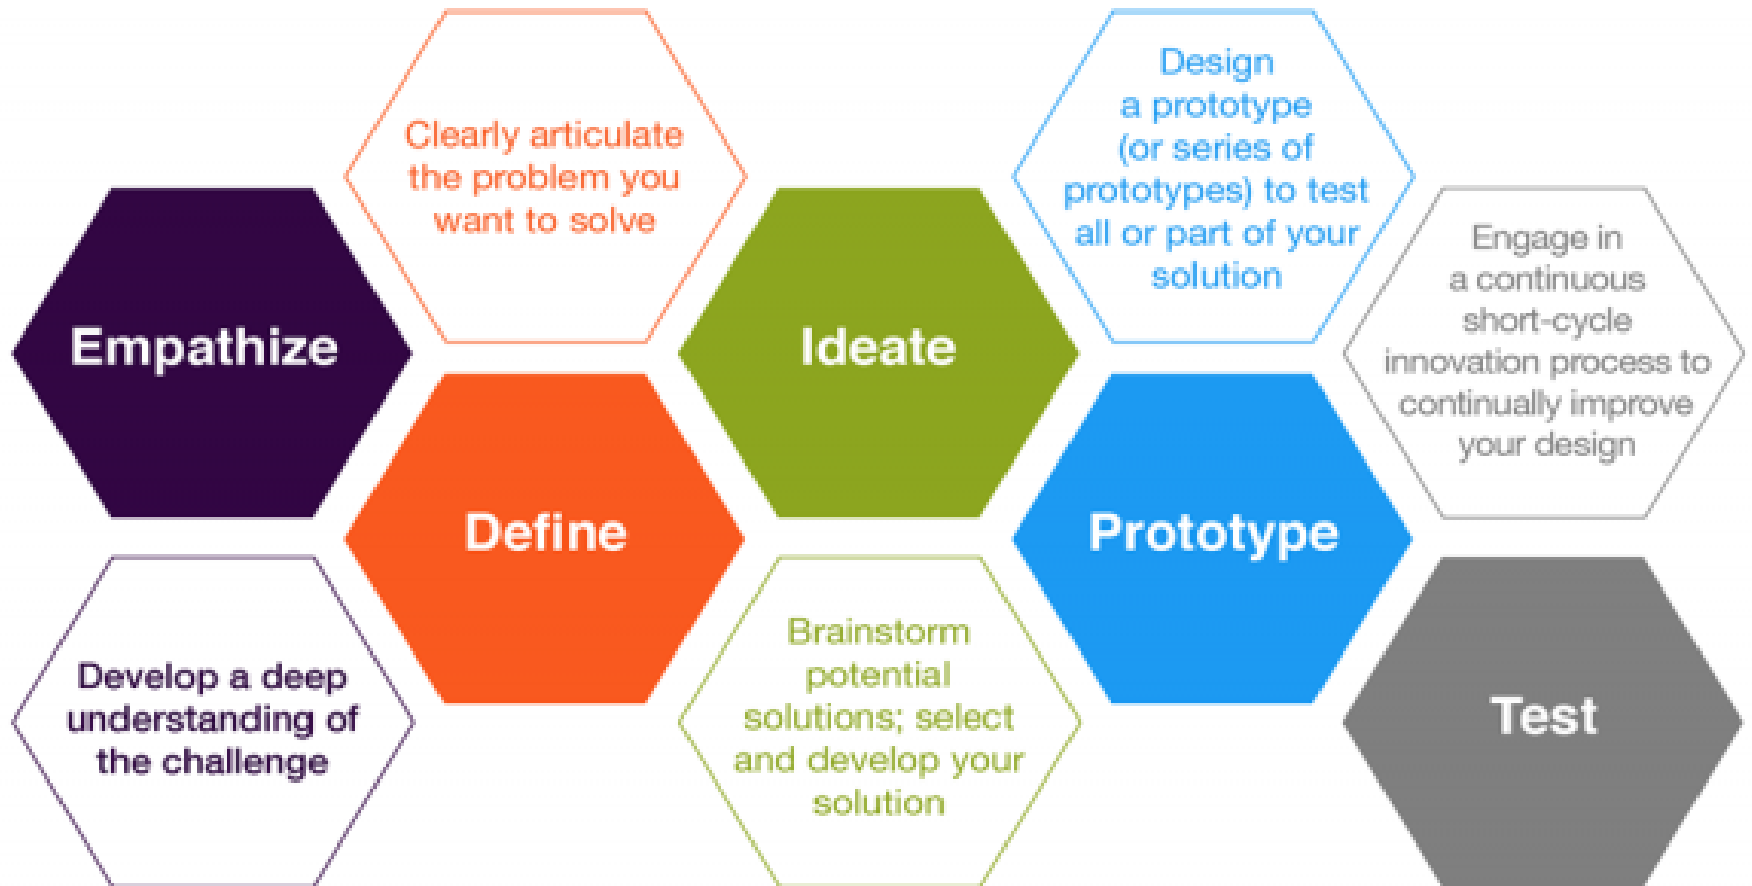 Empathize
Develop a deep
understanding of
the challenge
Clearly articulate
the problem you
want to solve
Define
Ideate
Brainstorm
potential
solutions; select
and develop your
solution
Design
a prototype
(or series of
prototypes) to test
all or part of your
solution
Prototype
Engage in
a continuous
short-cycle
innovation process to
continually improve
your design
Test